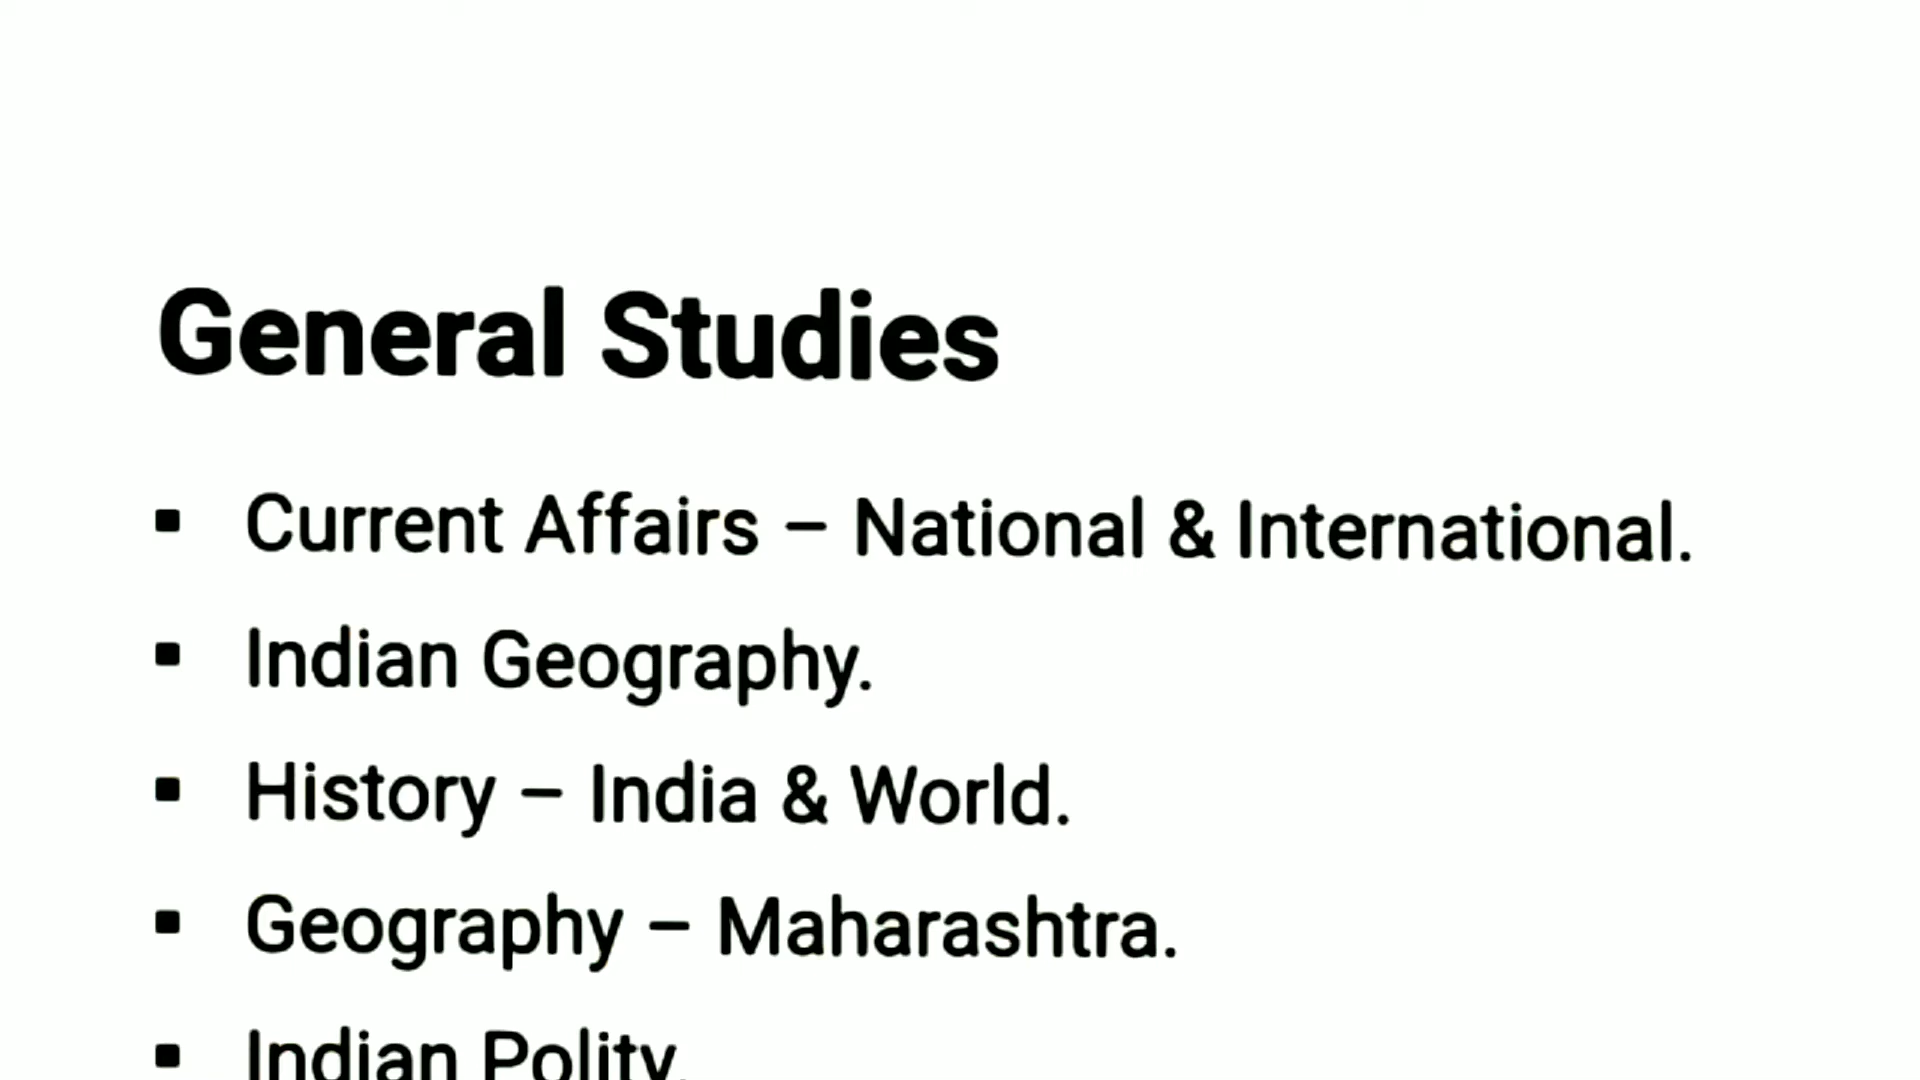 General Studies
▪ Current Affairs – National & International.
▪ Indian Geography.
▪ History – India & World.
▪ Geography – Maharashtra.
▪ Indian Polity.